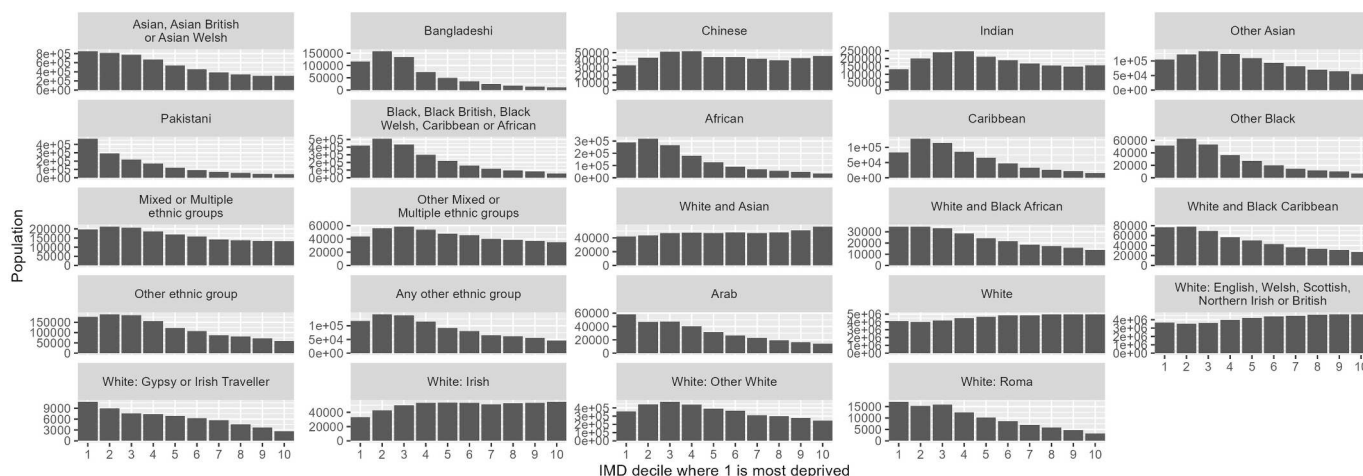 Asian, Asian British
or Asian Welsh
Bangladeshi
Chinese
Indian
Other Asian
8e+05
6e+05
4e+05
2e+05
0e+00
150000
100000
50000
0
50000
40000
30000
20000
10000
0
250000
200000
150000
100000
50000
0
1e+05
5e+04
0e+00
Pakistani
Black, Black British, Black
Welsh, Caribbean or African
African
Caribbean
Other Black
4e+05
3e+05
2e+05
1e+05
0e+00
5e+05
4e+05
3e+05
2e+05
1e+05
0e+00
3e+05
2e+05
1e+05
0e+00
1e+05
5e+04
0e+00
60000
40000
20000
0
Mixed or Multiple
ethnic groups
Other Mixed or
Multiple ethnic groups
White and Asian
White and Black African
White and Black Caribbean
200000
150000
100000
50000
0
60000
40000
20000
0
40000
20000
0
30000
20000
10000
0
80000
60000
40000
20000
0
Population
Other ethnic group
Any other ethnic group
Arab
White
White: English, Welsh, Scottish,
Northern Irish or British
150000
100000
50000
0
1e+05
5e+04
0e+00
60000
40000
20000
0
5e+06
4e+06
3e+06
2e+06
1e+06
0e+00
4e+06
3e+06
2e+06
1e+06
0e+00
1 2 3 4 5 6 7 8 9 10
White: Gypsy or Irish Traveller
White: Irish
White: Other White
White: Roma
9000
6000
3000
0
40000
20000
0
4e+05
3e+05
2e+05
1e+05
0e+00
15000
10000
5000
0
1 2 3 4 5 6 7 8 9 10
1 2 3 4 5 6 7 8 9 10
1 2 3 4 5 6 7 8 9 10
1 2 3 4 5 6 7 8 9 10
IMD decile where 1 is most deprived